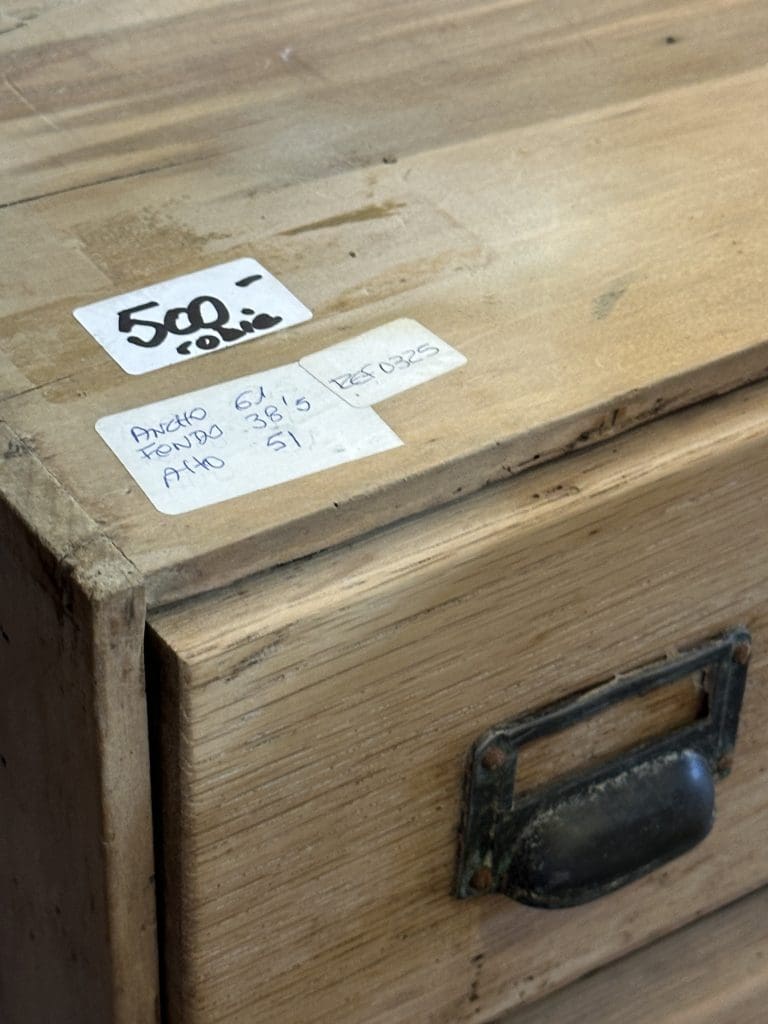 500.-
roble
REF 0325
ANCHO 61
FONDO 38'5
Alto 51